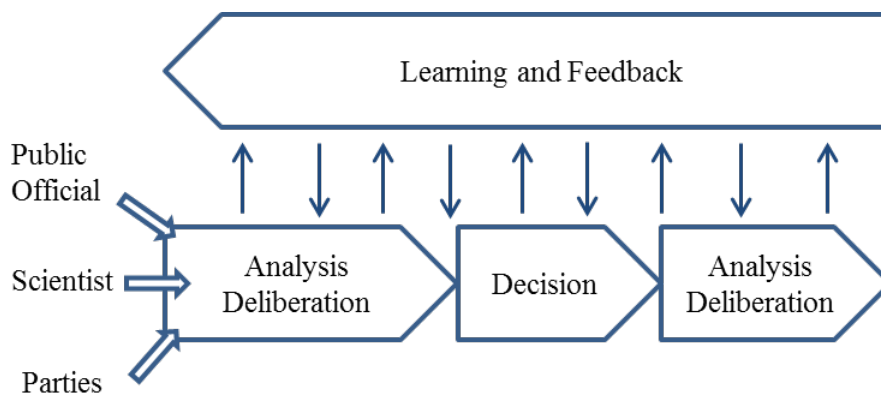 Learning and Feedback
Public
Official
Scientist
Parties
Analysis
Deliberation
Decision
Analysis
Deliberation